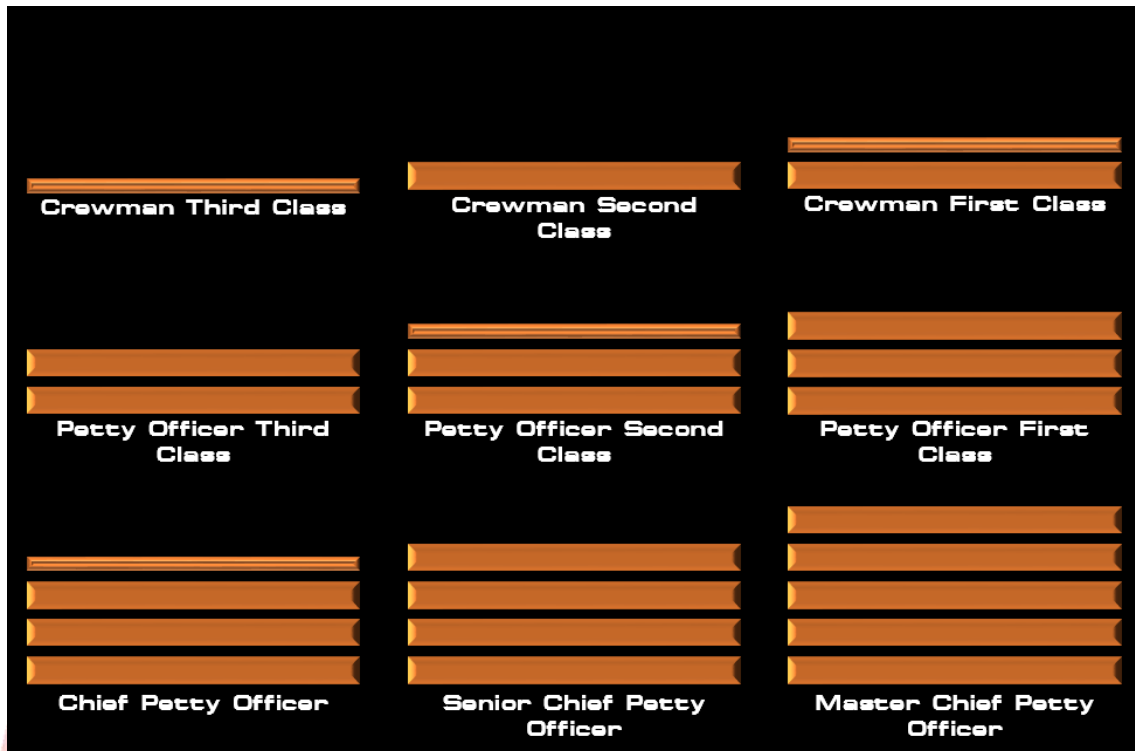 Crewman Third Class
Crewman Second
Class
Crewman First Class
Petty Officer Third
Class
Petty Officer Second
Class
Petty Officer First
Class
Chief Petty Officer
Senior Chief Petty
Officer
Master Chief Petty
Officer